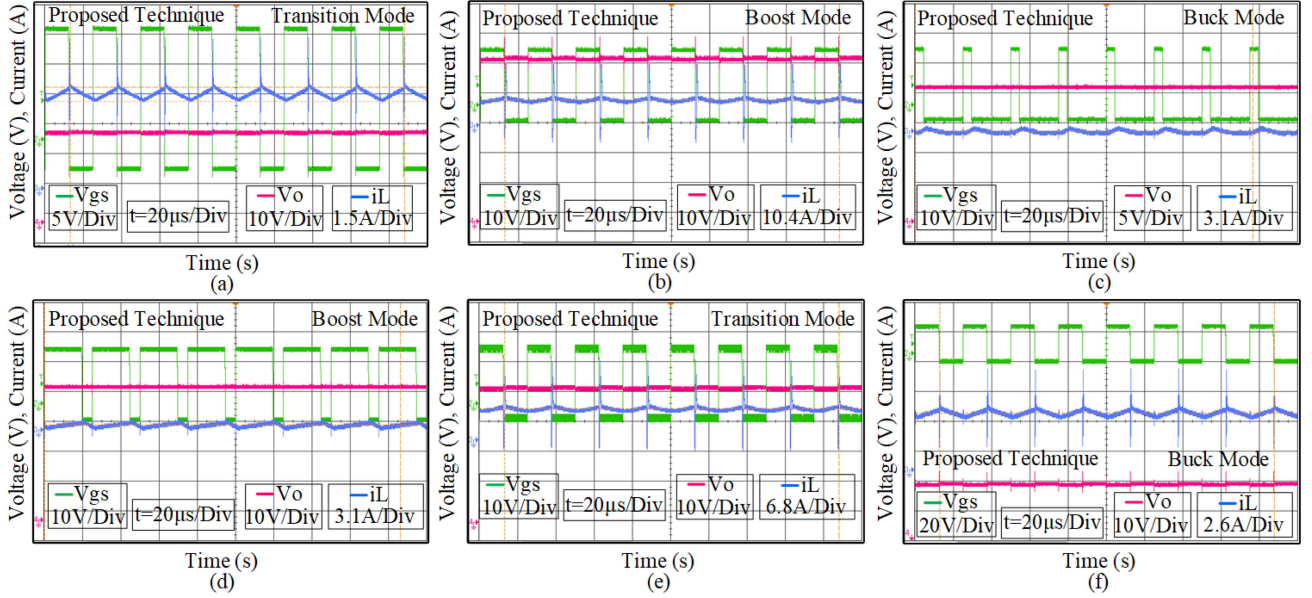 Voltage (V), Current (A)
Proposed Technique Transition Mode
Vgs
5V/Div
t=20μs/Div
Vo
10V/Div
iL
1.5A/Div
Time (s)
(a)
Voltage (V), Current (A)
Proposed Technique Boost Mode
Vgs
10V/Div
t=20μs/Div
Vo
10V/Div
iL
10.4A/Div
Time (s)
(b)
Voltage (V), Current (A)
Proposed Technique Buck Mode
Vgs
10V/Div
t=20μs/Div
Vo
5V/Div
iL
3.1A/Div
Time (s)
(c)
Voltage (V), Current (A)
Proposed Technique Boost Mode
Vgs
10V/Div
t=20μs/Div
Vo
10V/Div
iL
3.1A/Div
Time (s)
(d)
Voltage (V), Current (A)
Proposed Technique Transition Mode
Vgs
10V/Div
t=20μs/Div
Vo
10V/Div
iL
6.8A/Div
Time (s)
(e)
Voltage (V), Current (A)
Proposed Technique Buck Mode
Vgs
20V/Div
t=20μs/Div
Vo
10V/Div
iL
2.6A/Div
Time (s)
(f)